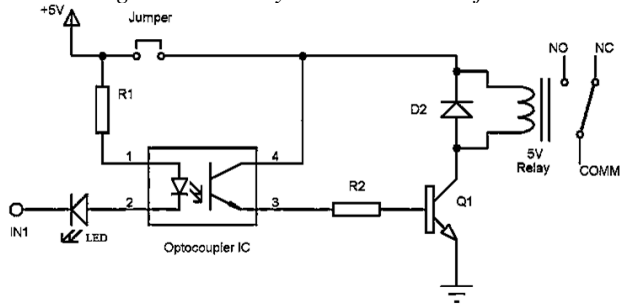 +5V
Jumper
NO NC
R1
D2
1 4
5V
Relay
COMM
R2
Q1
2 3
IN1
LED
Optocoupler IC